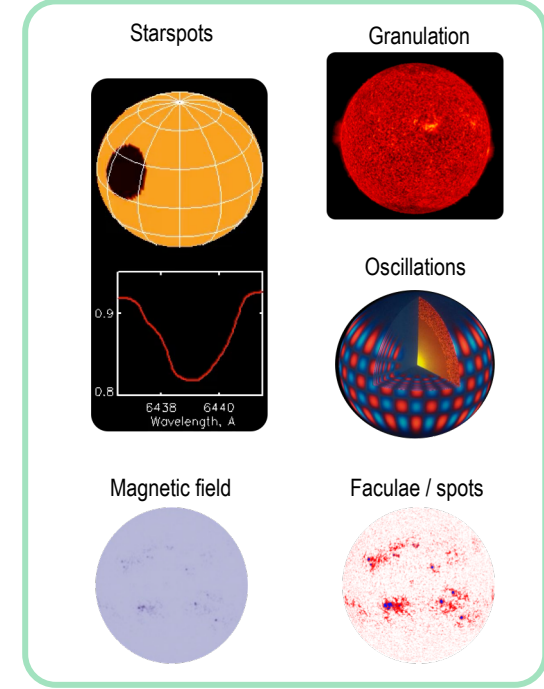 Starspots
Granulation
0.9
0.8
6438 6440
Wavelength, A
Oscillations
Magnetic field
Faculae / spots